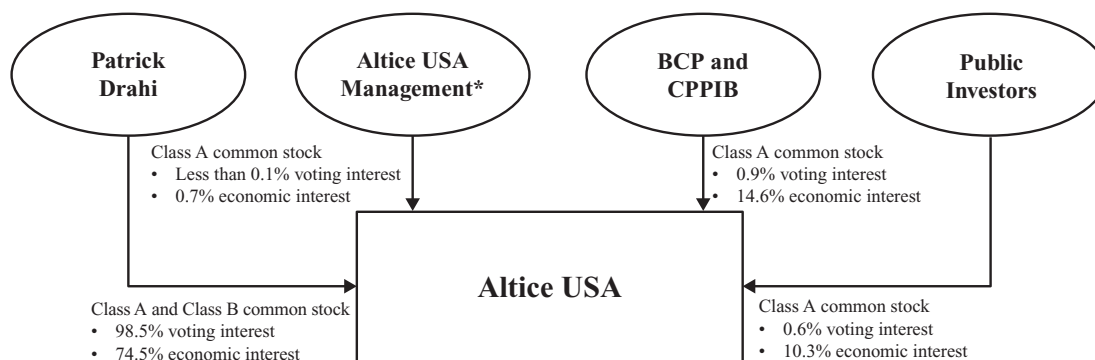 Patrick
Drahi
Altice USA
Management*
BCP and
CPPIB
Public
Investors
Class A common stock
• Less than 0.1% voting interest
• 0.7% economic interest
Class A common stock
• 0.9% voting interest
• 14.6% economic interest
Altice USA
Class A and Class B common stock
• 98.5% voting interest
• 74.5% economic interest
Class A common stock
• 0.6% voting interest
• 10.3% economic interest